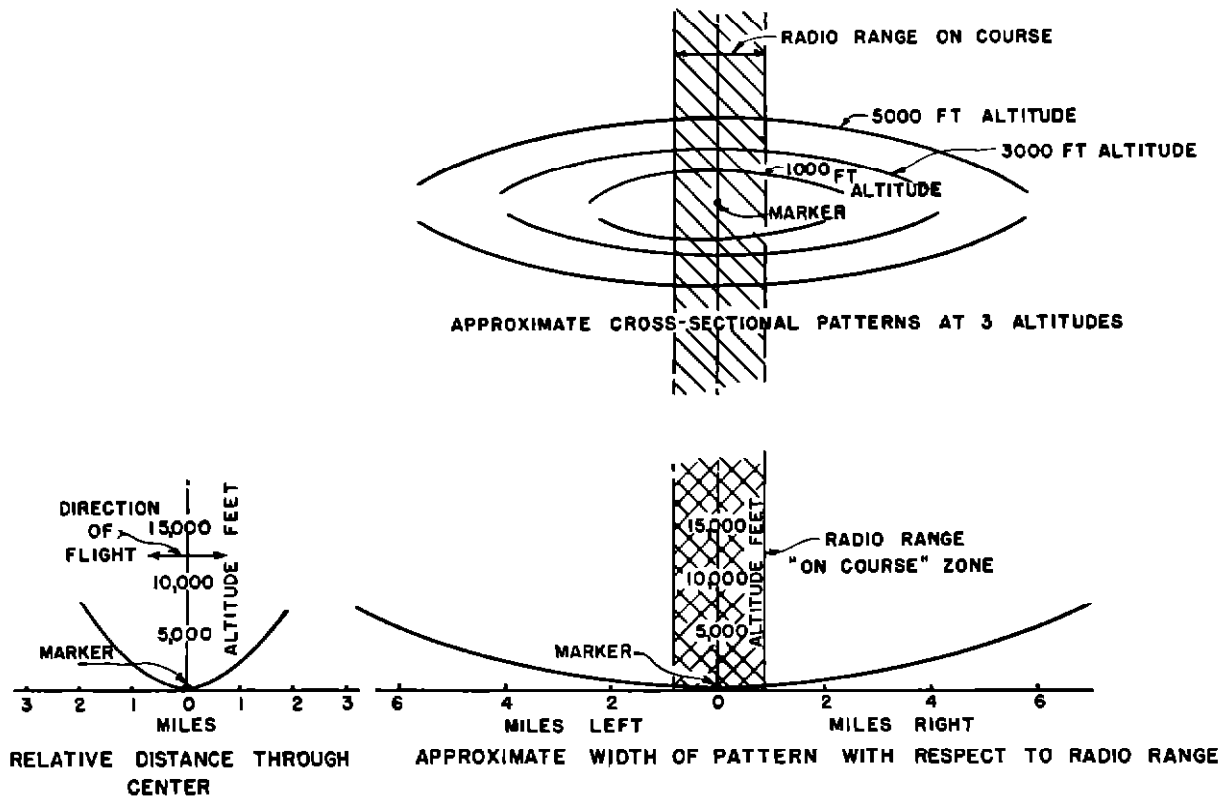 RADIO RANGE ON COURSE
5000 FT ALTITUDE
3000 FT ALTITUDE
1000 FT
ALTITUDE
MARKER
APPROXIMATE CROSS-SECTIONAL PATTERNS AT 3 ALTITUDES
DIRECTION
OF
FLIGHT
15,000
10,000
5,000
ALTITUDE FEET
MARKER
3 2 1 0 1 2 3
MILES
RELATIVE DISTANCE THROUGH
CENTER
15,000
10,000
5,000
ALTITUDE FEET
RADIO RANGE
"ON COURSE" ZONE
MARKER
6 4 2 0 2 4 6
MILES LEFT MILES RIGHT
APPROXIMATE WIDTH OF PATTERN WITH RESPECT TO RADIO RANGE